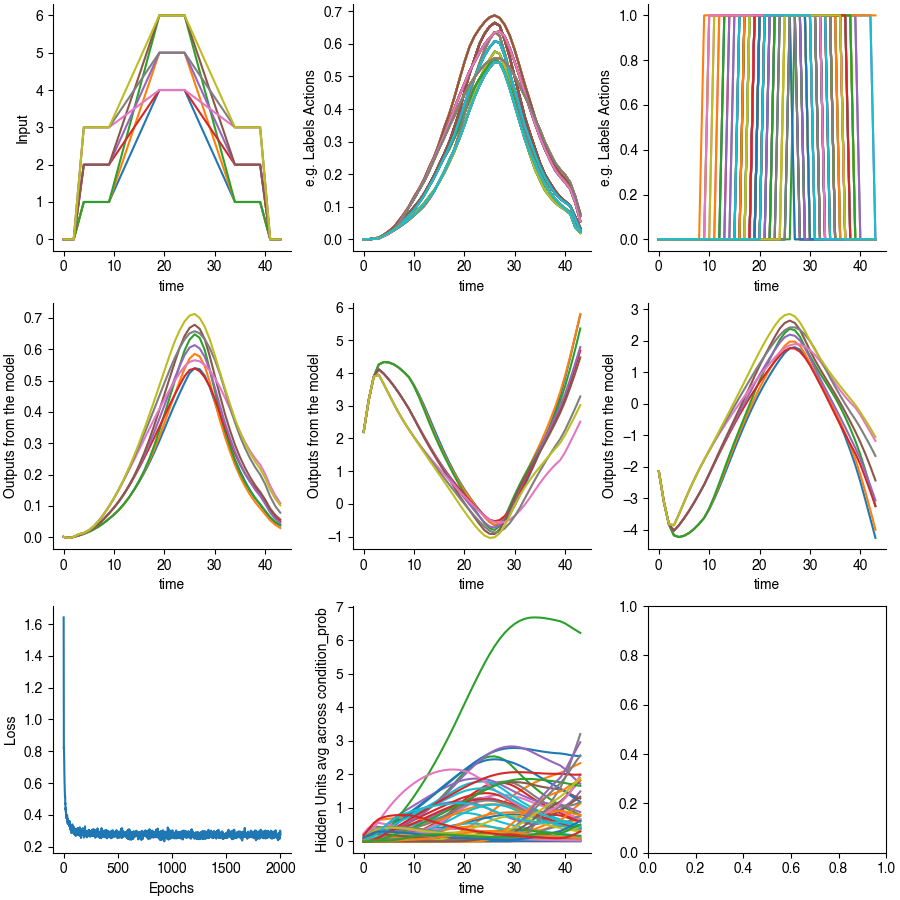 6
5
4
3
2
1
0
Input
0 10 20 30 40
time
0.7
0.6
0.5
0.4
0.3
0.2
0.1
0.0
e.g. Labels Actions
0 10 20 30 40
time
1.0
0.8
0.6
0.4
0.2
0.0
e.g. Labels Actions
0 10 20 30 40
time
0.7
0.6
0.5
0.4
0.3
0.2
0.1
0.0
Outputs from the model
0 10 20 30 40
time
6
5
4
3
2
1
0
−1
Outputs from the model
0 10 20 30 40
time
3
2
1
0
−1
−2
−3
−4
Outputs from the model
0 10 20 30 40
time
1.6
1.4
1.2
1.0
0.8
0.6
0.4
0.2
Loss
0 500 1000 1500 2000
Epochs
7
6
5
4
3
2
1
0
Hidden Units avg across condition_prob
0 10 20 30 40
time
1.0
0.8
0.6
0.4
0.2
0.0
0.0 0.2 0.4 0.6 0.8 1.0